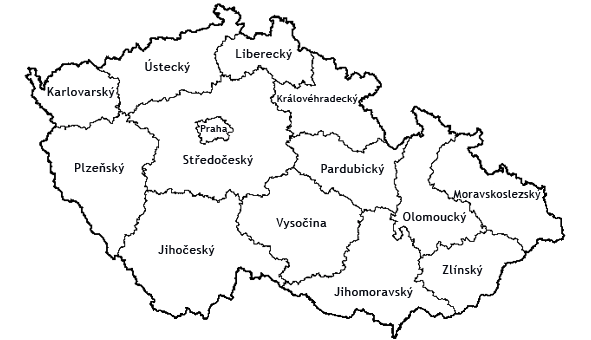 Liberecký
Ústecký
Karlovarský
Královéhradecký
Praha
Středočeský
Plzeňský
Pardubický
Moravskoslezský
Olomoucký
Vysočina
Jihočeský
Zlínský
Jihomoravský